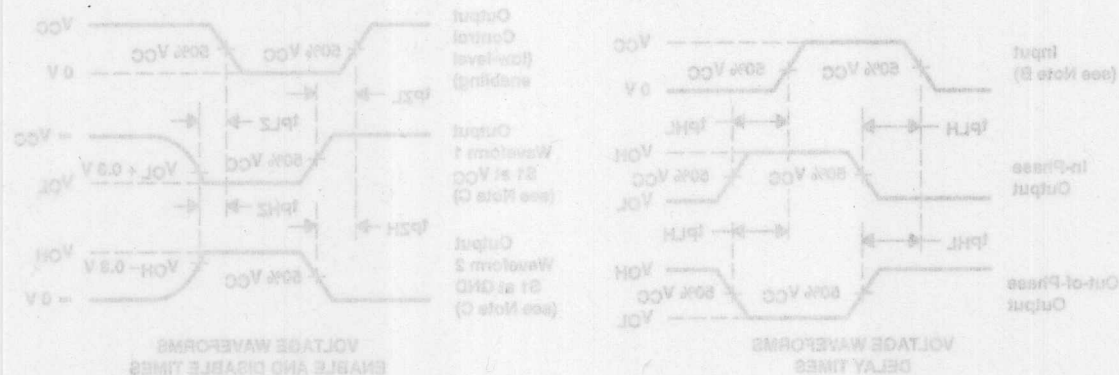 Input
(see Note B)
50% VCC
50% VCC
VCC
0 V
tPLH
tPHL
In-Phase
Output
50% VCC
50% VCC
VOH
VOL
tPHL
tPLH
Out-of-Phase
Output
50% VCC
50% VCC
VOH
VOL
VOLTAGE WAVEFORMS
DELAY TIMES
Output
Control
(low-level
enabling)
50% VCC
50% VCC
VCC
0 V
tPZL
tPLZ
Output
Waveform 1
S1 at VCC
(see Note C)
50% VCC
VOL + 0.3 V
≈ VCC
VOL
tPZH
tPHZ
Output
Waveform 2
S1 at GND
(see Note C)
50% VCC
VOH – 0.3 V
VOH
≈ 0 V
VOLTAGE WAVEFORMS
ENABLE AND DISABLE TIMES